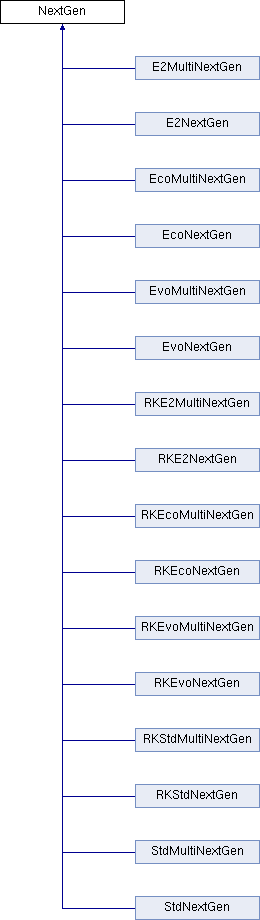 NextGen
E2MultiNextGen
E2NextGen
EcoMultiNextGen
EcoNextGen
EvoMultiNextGen
EvoNextGen
RKE2MultiNextGen
RKE2NextGen
RKEcoMultiNextGen
RKEcoNextGen
RKEvoMultiNextGen
RKEvoNextGen
RKStdMultiNextGen
RKStdNextGen
StdMultiNextGen
StdNextGen